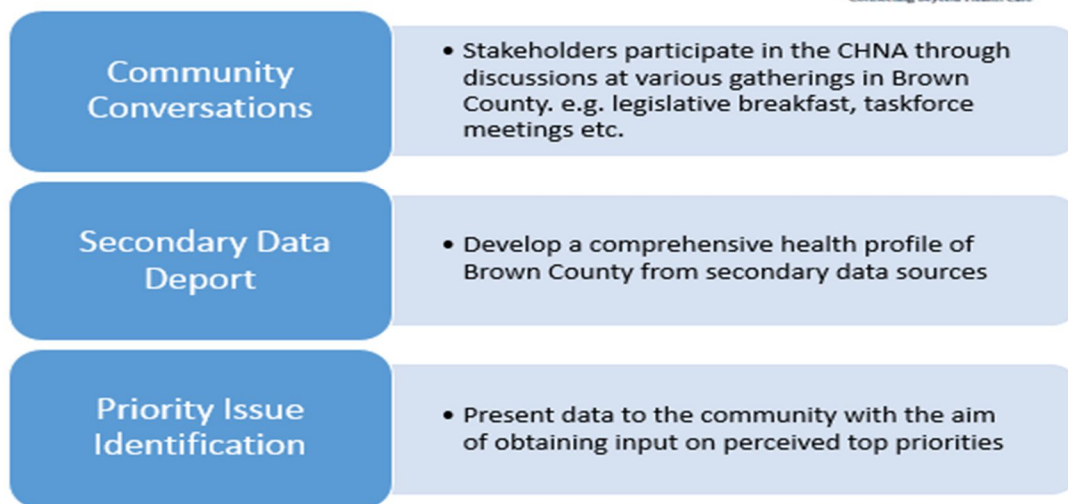 Community
Conversations
• Stakeholders participate in the CHNA through
discussions at various gatherings in Brown
County. e.g. legislative breakfast, taskforce
meetings etc.
Secondary Data
Deport
• Develop a comprehensive health profile of
Brown County from secondary data sources
Priority Issue
Identification
• Present data to the community with the aim
of obtaining input on perceived top priorities